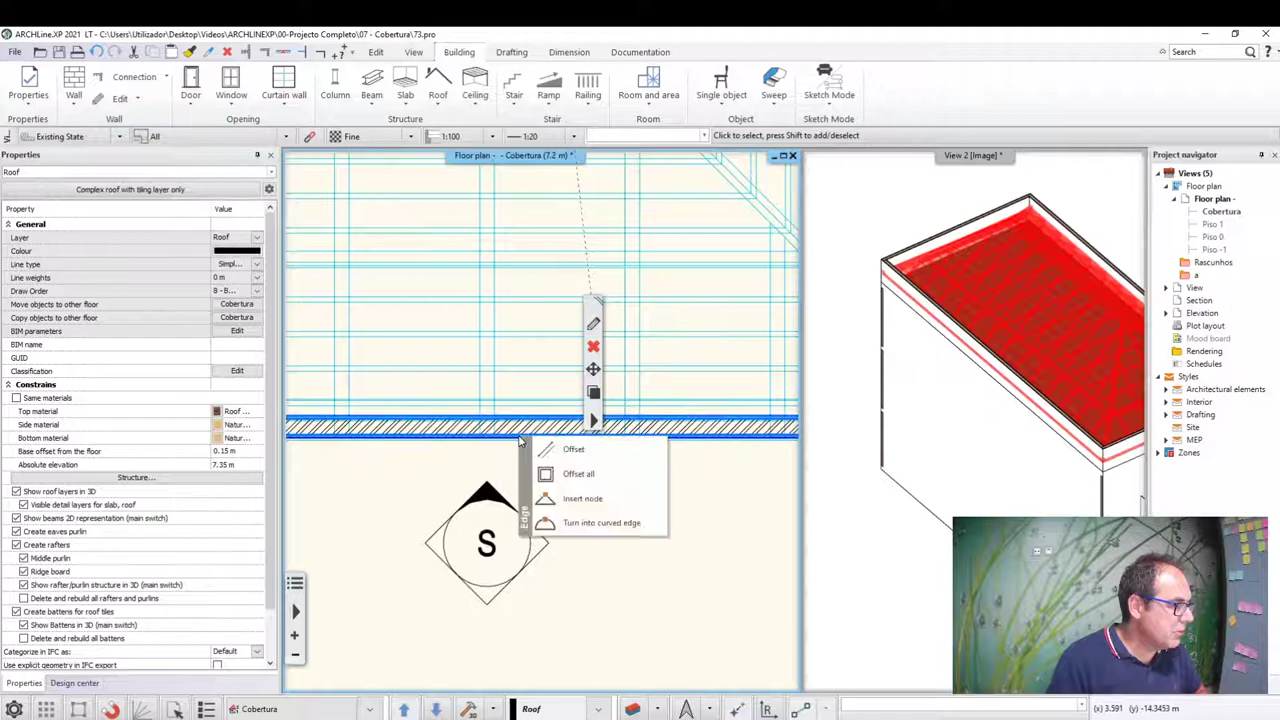 ARCHLine.XP 2021 LT - C:\Users\Utilizador\Desktop\Videos\ARCHLINEXP\00-Projecto Completo\07 - Cobertura\73.pro
File Edit View Building Drafting Dimension Documentation Search
Properties Wall Connection Edit Door Window Curtain wall Column Beam Slab Roof Ceiling Stair Ramp Railing Room and area Single object Sweep Sketch Mode
Properties Wall Opening Structure Stair Room Object Sketch Mode
Existing State All Fine 1:100 1:20 Click to select, press Shift to add/deselect
Properties
Roof
Complex roof with tiling layer only
Property Value
General
Layer Roof
Colour
Line type Simpl...
Line weights 0 m
Draw Order 8 - B...
Move objects to other floor Cobertura
Copy objects to other floor Cobertura
BIM parameters Edit
BIM name
GUID
Classification Edit
Constrains
Same materials
Top material Roof ...
Side material Natur...
Bottom material Natur...
Base offset from the floor 0.15 m
Absolute elevation 7.35 m
Structure...
Show roof layers in 3D
Visible detail layers for slab, roof
Show beams 2D representation (main switch)
Create eaves purlin
Create rafters
Middle purlin
Ridge board
Show rafter/purlin structure in 3D (main switch)
Delete and rebuild all rafters and purlins
Create battens for roof tiles
Show Battens in 3D (main switch)
Delete and rebuild all battens
Categorize in IFC as: Default
Use explicit geometry in IFC export
Properties Design center
Floor plan - - Cobertura (7.2 m) *
Edge
Offset
Offset all
Insert node
Turn into curved edge
S
View 2 [Image] *
Project navigator
Views (5)
Floor plan
Floor plan -
Cobertura
Piso 1
Piso 0
Piso -1
Rascunhos
a
View
Section
Elevation
Plot layout
Mood board
Rendering
Schedules
Styles
Architectural elements
Interior
Drafting
Site
MEP
Zones
Cobertura Roof (x) 3.591 (y) -14.3453 m